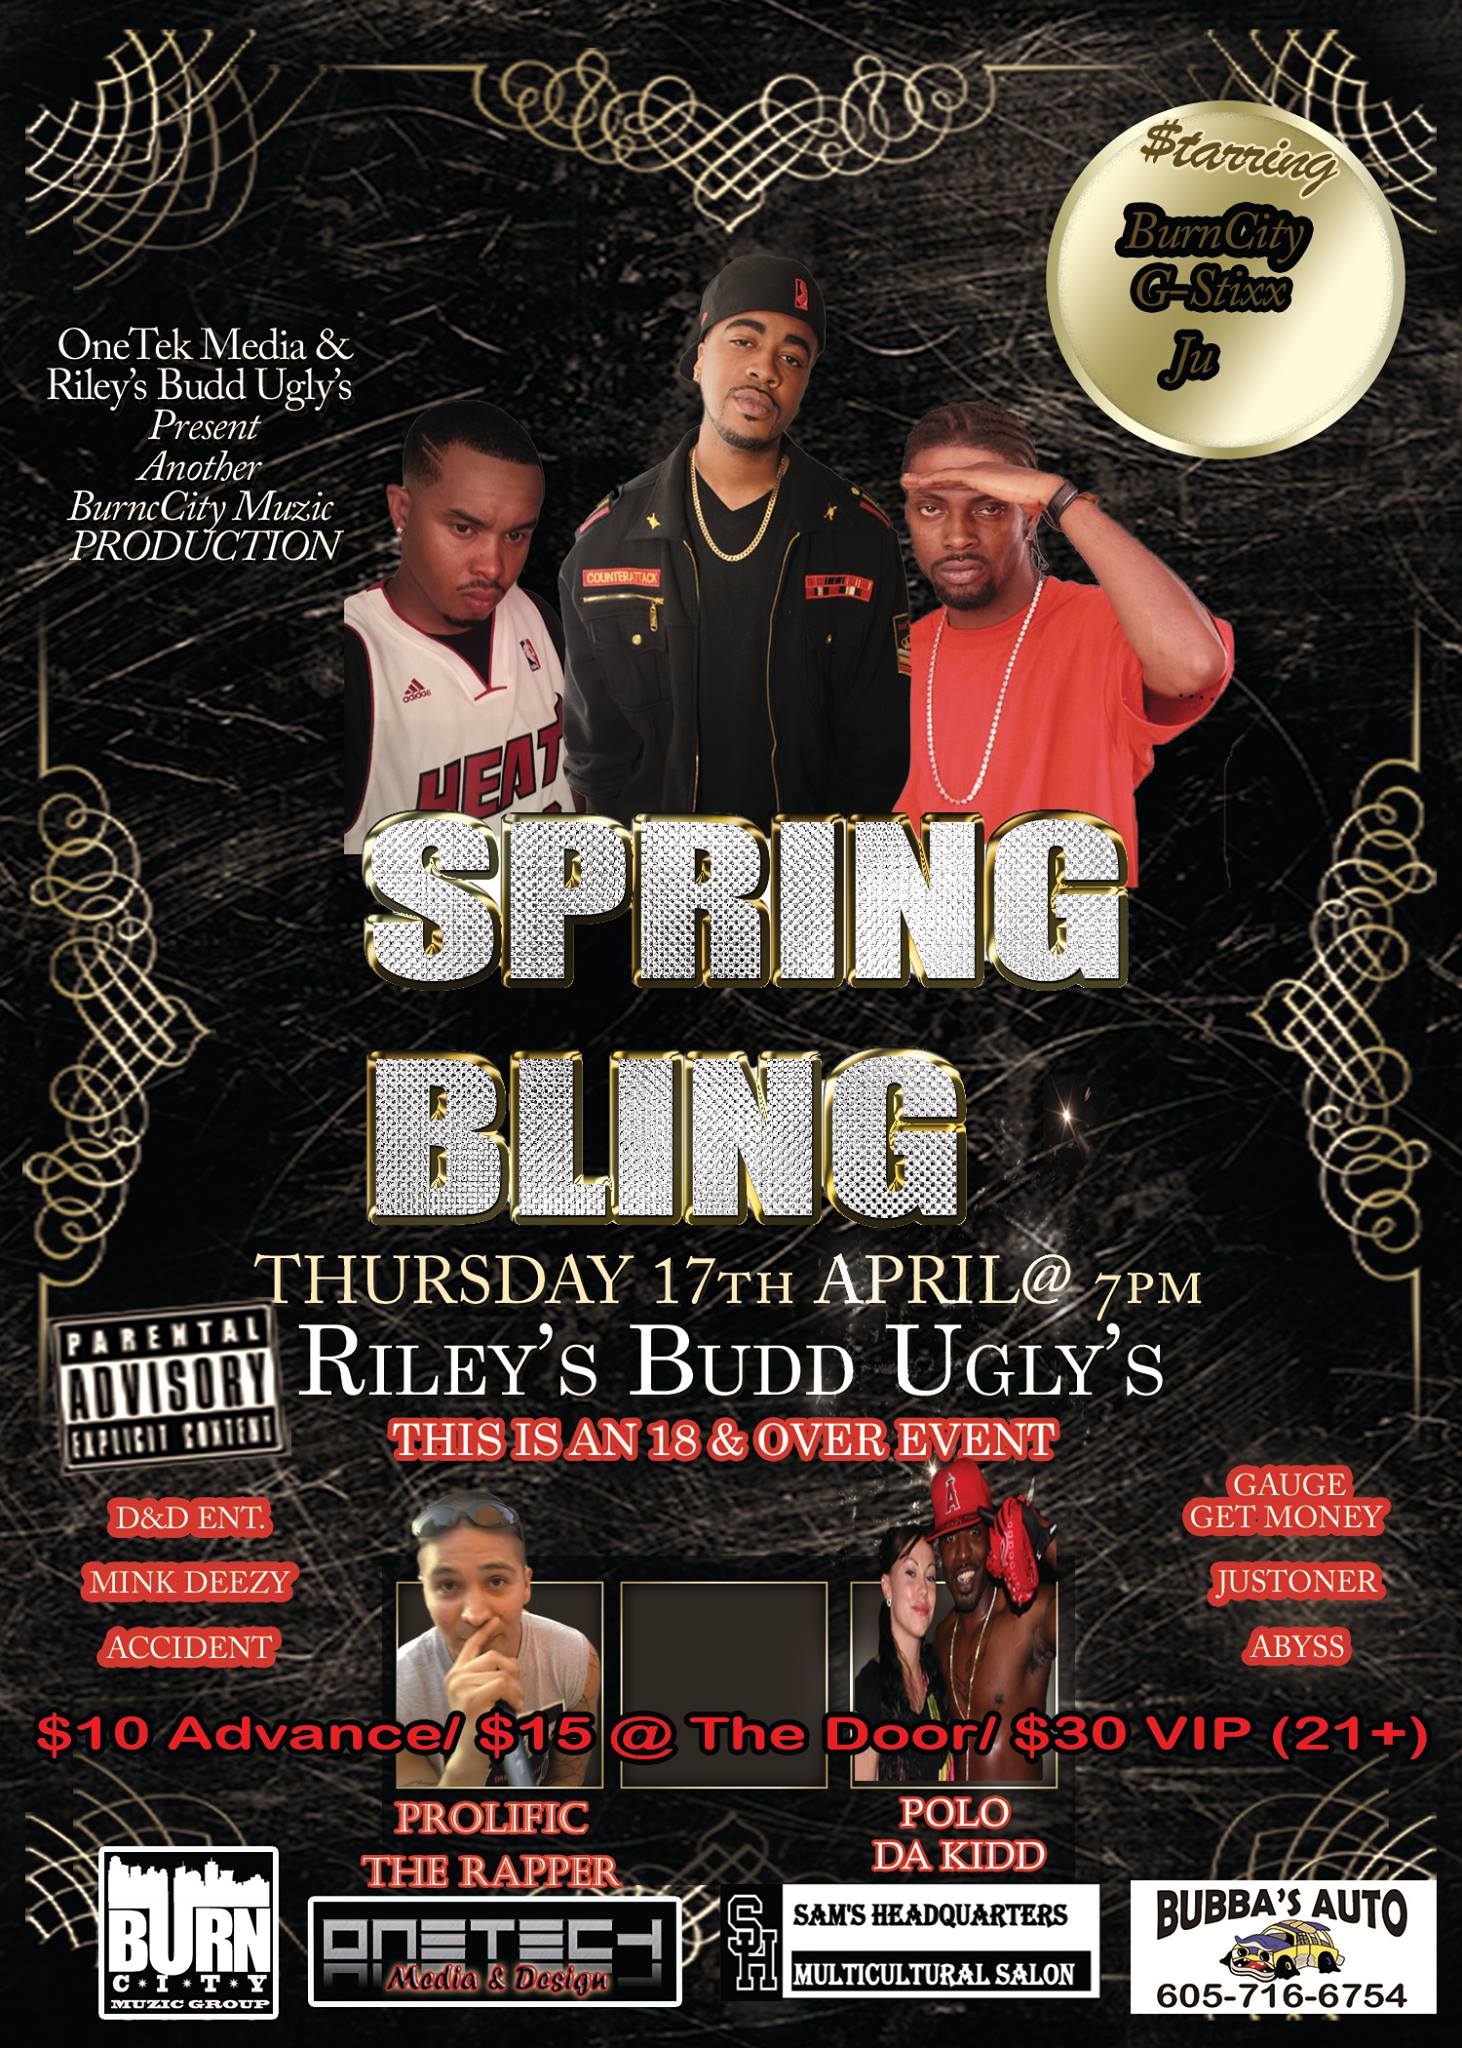 $tarring
BurnCity
G-Stixx
Ju
OneTek Media &
Riley's Budd Ugly's
Present
Another
BurncCity Muzic
PRODUCTION
COUNTERATTACK
adidas
HEAT
SPRING
BLING
THURSDAY 17TH APRIL@ 7PM
RILEY'S BUDD UGLY'S
THIS IS AN 18 & OVER EVENT
PARENTAL
ADVISORY
EXPLICIT CONTENT
D&D ENT.
MINK DEEZY
ACCIDENT
GAUGE
GET MONEY
JUSTONER
ABYSS
A
$10 Advance/ $15 @ The Door/ $30 VIP (21+)
PROLIFIC
THE RAPPER
POLO
DA KIDD
BURN
C·I·T·Y
MUZIC GROUP
ONETECH
Media & Design
SH
SAM'S HEADQUARTERS
MULTICULTURAL SALON
BUBBA'S AUTO
605-716-6754